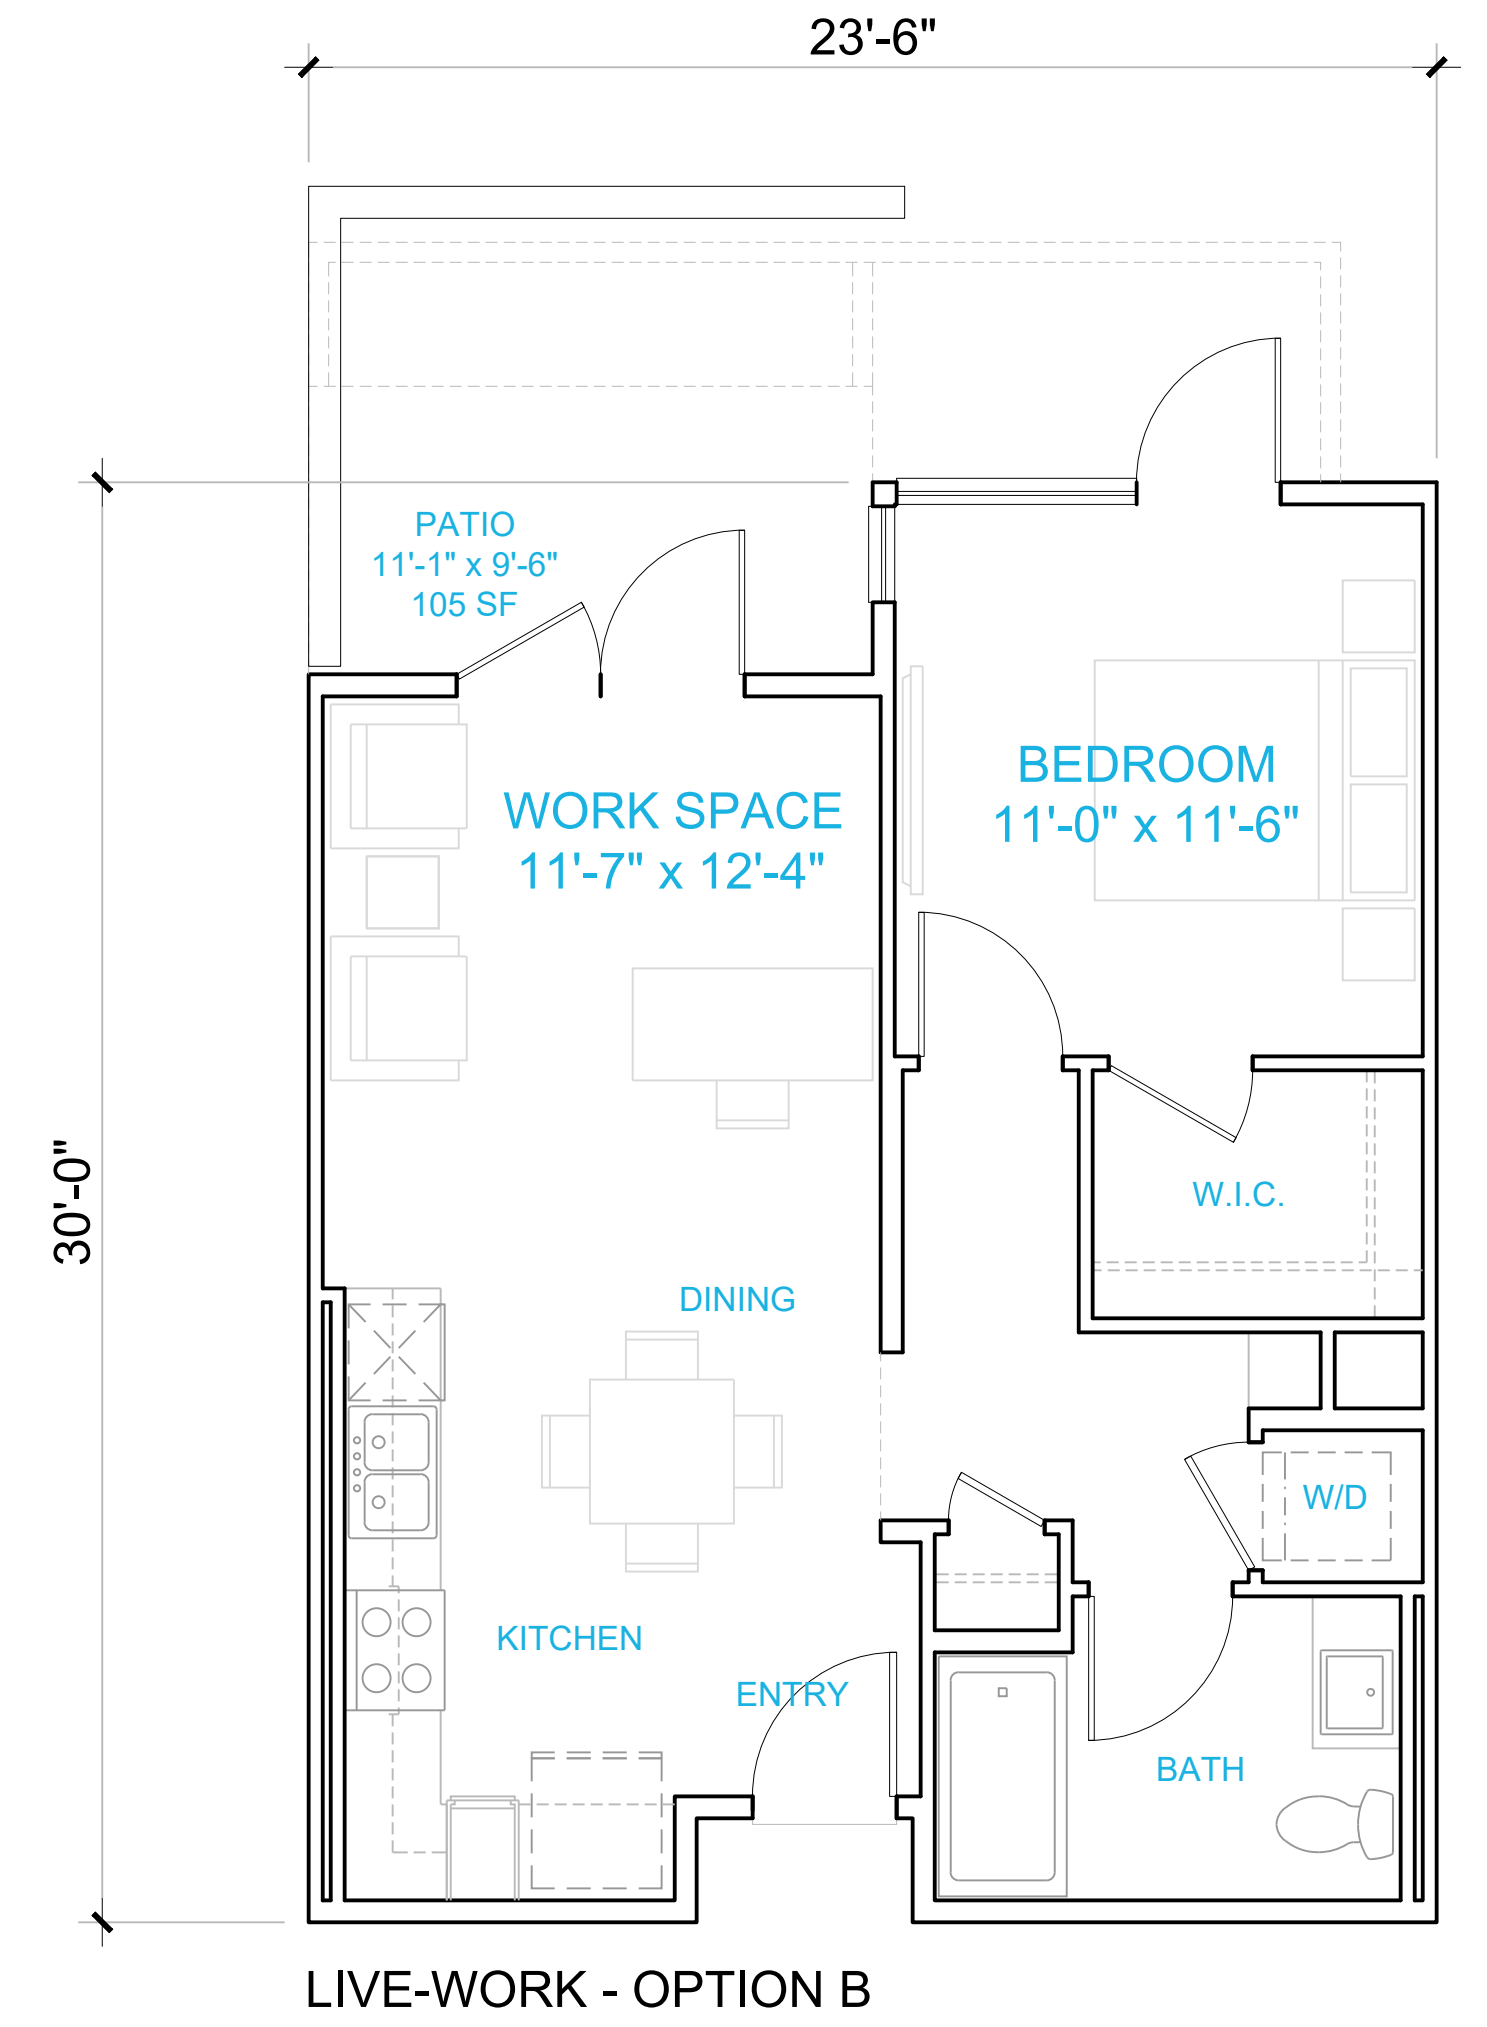 23'-6"
PATIO
11'-1" x 9'-6"
105 SF
BEDROOM
11'-0" x 11'-6"
WORK SPACE
11'-7" x 12'-4"
30'-0"
W.I.C.
DINING
W/D
KITCHEN
ENTRY
BATH
LIVE-WORK - OPTION B